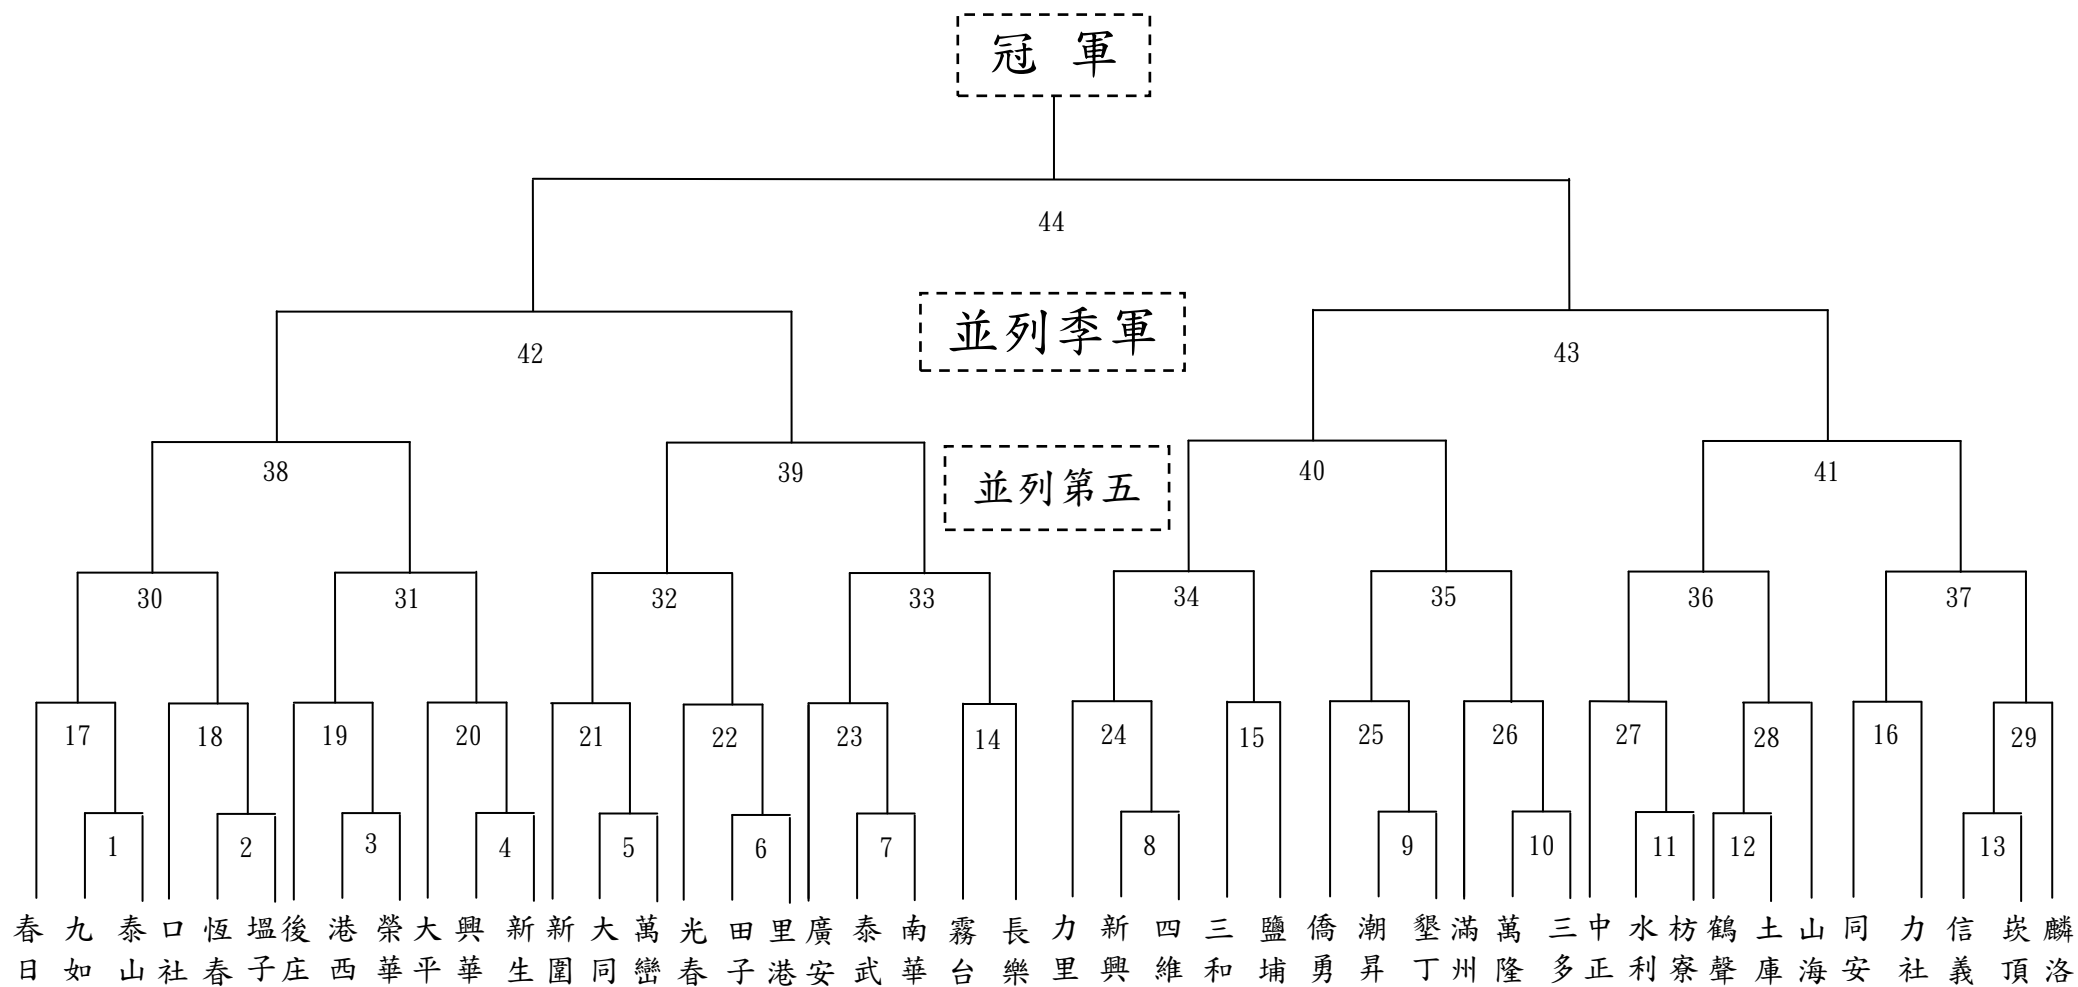 冠 軍
44
並列季軍
42
43
並列第五
38
39
40
41
30
31
32
33
34
35
36
37
17
18
19
20
21
22
23
14
24
15
25
26
27
28
16
29
1
2
3
4
5
6
7
8
9
10
11
12
13
春日
九如
泰山
口社
恆春
塭子
後庄
港西
榮華
大平
興華
新生
新圍
大同
萬巒
光春
田子
里港
廣安
泰武
南華
霧台
長樂
力里
新興
四維
三和
鹽埔
僑勇
潮昇
墾丁
滿州
萬隆
三多
中正
水利
枋寮
鶴聲
土庫
山海
同安
力社
信義
崁頂
麟洛